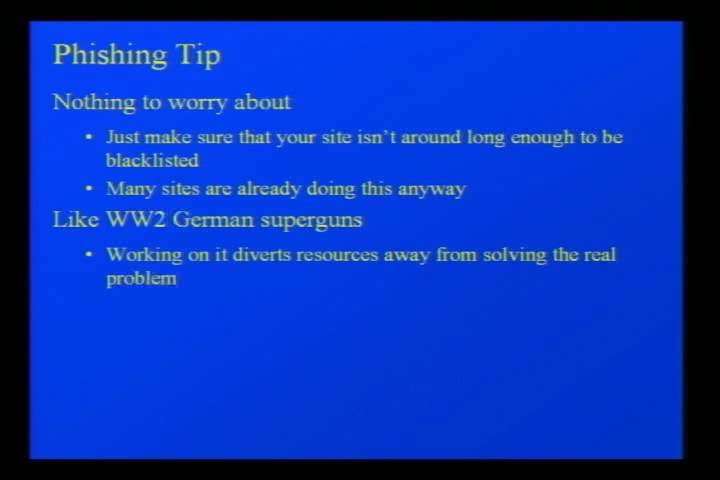 Phishing Tip
Nothing to worry about
• Just make sure that your site isn't around long enough to be
blacklisted
• Many sites are already doing this anyway
Like WW2 German superguns
• Working on it diverts resources away from solving the real
problem